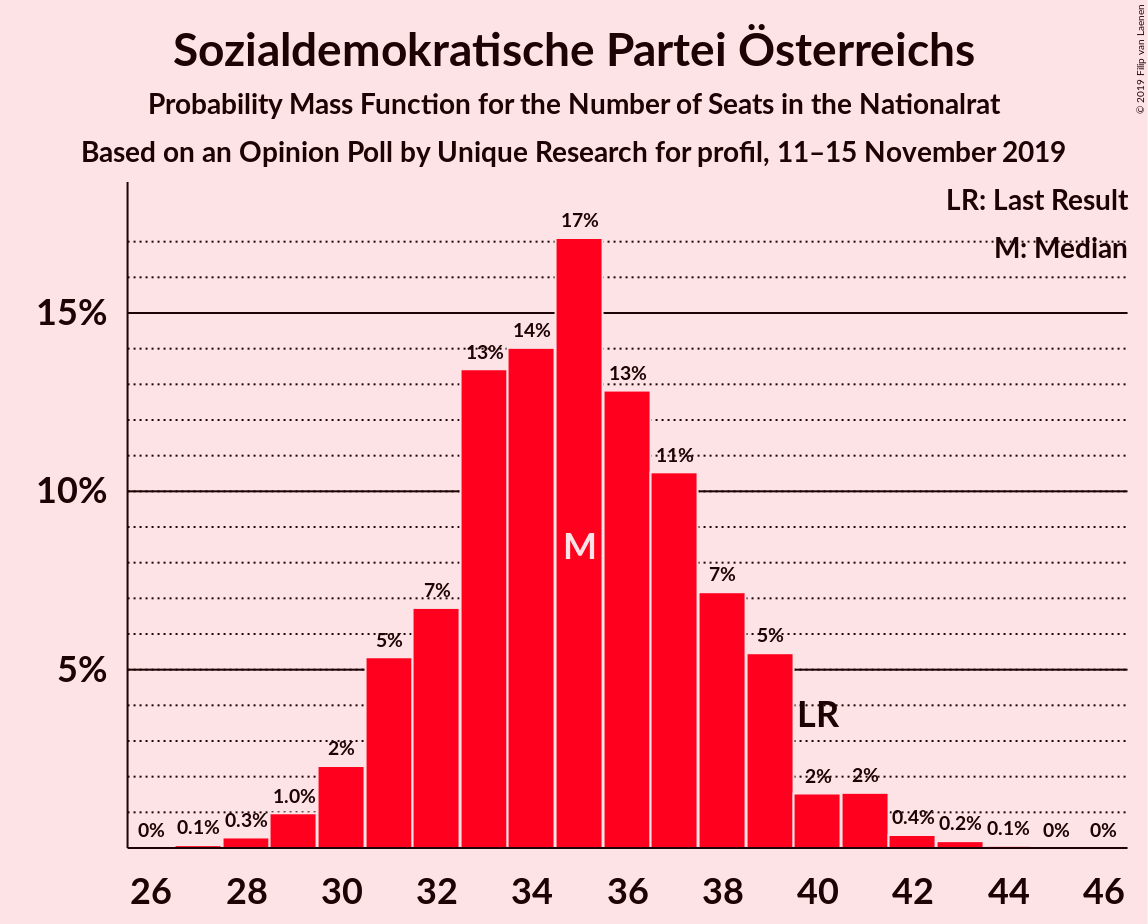 Sozialdemokratische Partei Österreichs
Probability Mass Function for the Number of Seats in the Nationalrat
Based on an Opinion Poll by Unique Research for profil, 11–15 November 2019
© 2019 Filip van Laenen
LR: Last Result
M: Median
15%
10%
5%
0%
0.1%
0.3%
1.0%
2%
5%
7%
13%
14%
17%
13%
11%
7%
5%
2%
2%
0.4%
0.2%
0.1%
0%
0%
M
LR
26 28 30 32 34 36 38 40 42 44 46